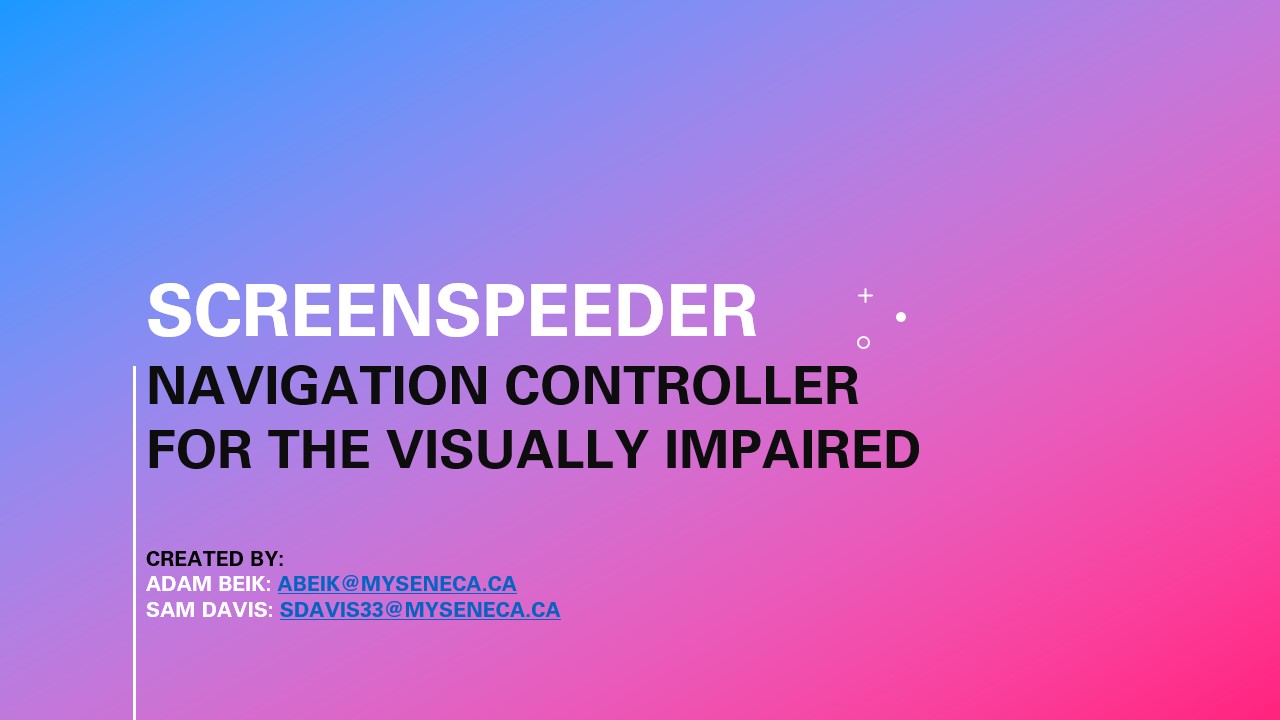 SCREENSPEEDER
NAVIGATION CONTROLLER
FOR THE VISUALLY IMPAIRED
CREATED BY:
ADAM BEIK: ABEIK@MYSENECA.CA
SAM DAVIS: SDAVIS33@MYSENECA.CA